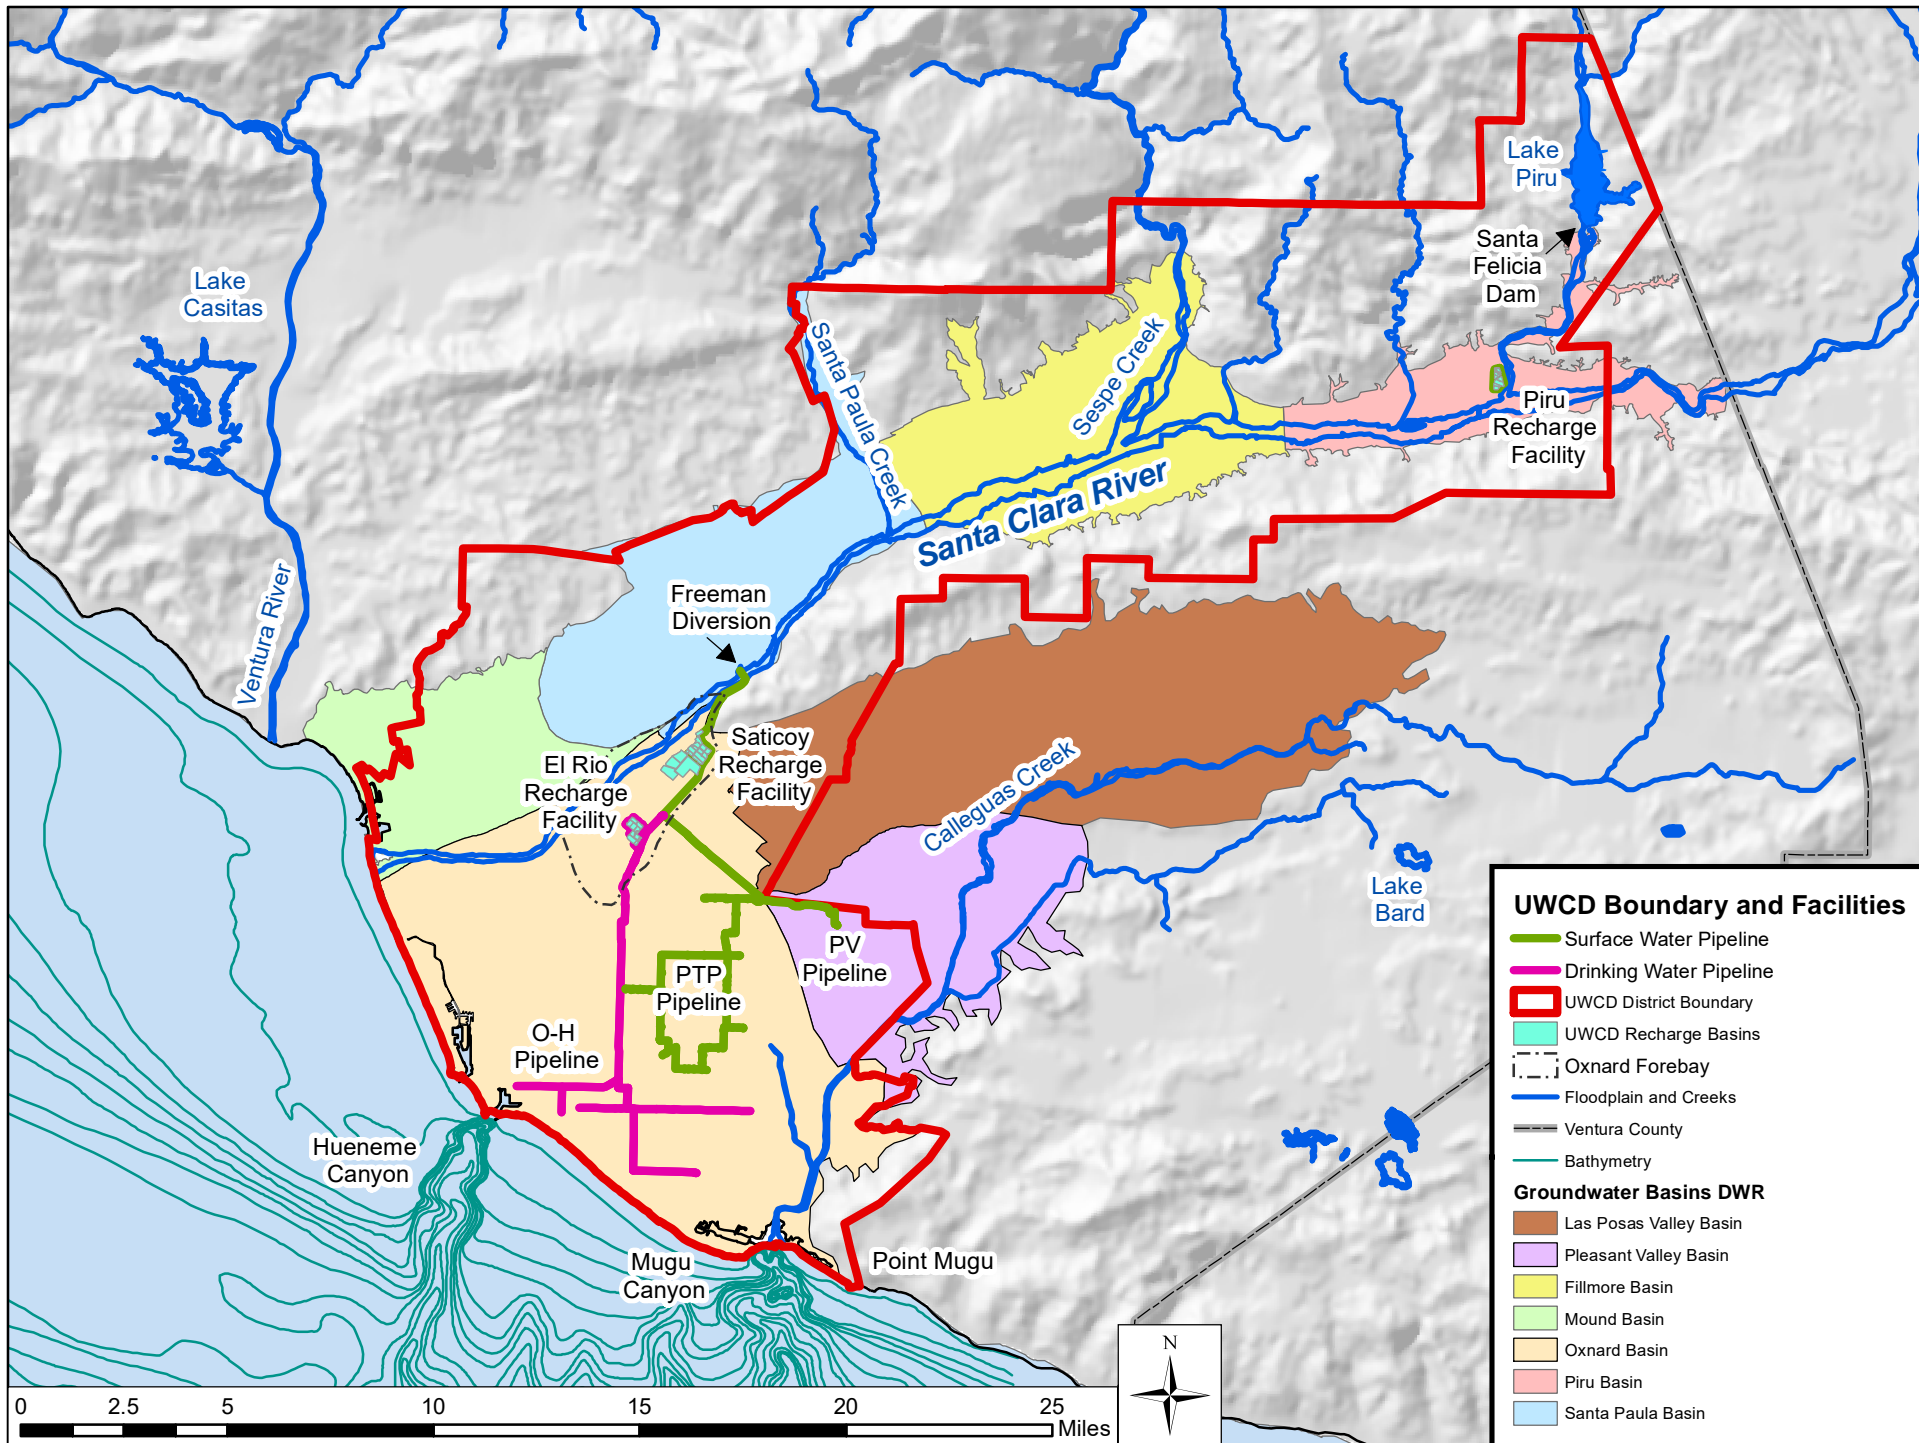 Lake
Piru
Santa
Felicia
Dam
Lake
Casitas
Santa Paula Creek
Sespe Creek
Piru
Recharge
Facility
Santa Clara River
Ventura River
Freeman
Diversion
Saticoy
Recharge
Facility
El Rio
Recharge
Facility
Calleguas Creek
Lake
Bard
PV
Pipeline
PTP
Pipeline
O-H
Pipeline
Hueneme
Canyon
Mugu
Canyon
Point Mugu
UWCD Boundary and Facilities
Surface Water Pipeline
Drinking Water Pipeline
UWCD District Boundary
UWCD Recharge Basins
Oxnard Forebay
Floodplain and Creeks
Ventura County
Bathymetry
Groundwater Basins DWR
Las Posas Valley Basin
Pleasant Valley Basin
Fillmore Basin
Mound Basin
Oxnard Basin
Piru Basin
Santa Paula Basin
N
0 2.5 5 10 15 20 25
Miles